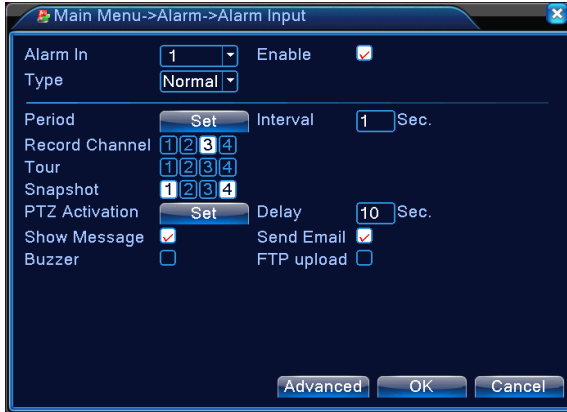 Main Menu->Alarm->Alarm Input
Alarm In 1 Enable
Type Normal
Period Set Interval 1 Sec.
Record Channel 1 2 3 4
Tour 1 2 3 4
Snapshot 1 2 3 4
PTZ Activation Set Delay 10 Sec.
Show Message Send Email
Buzzer FTP upload
Advanced OK Cancel